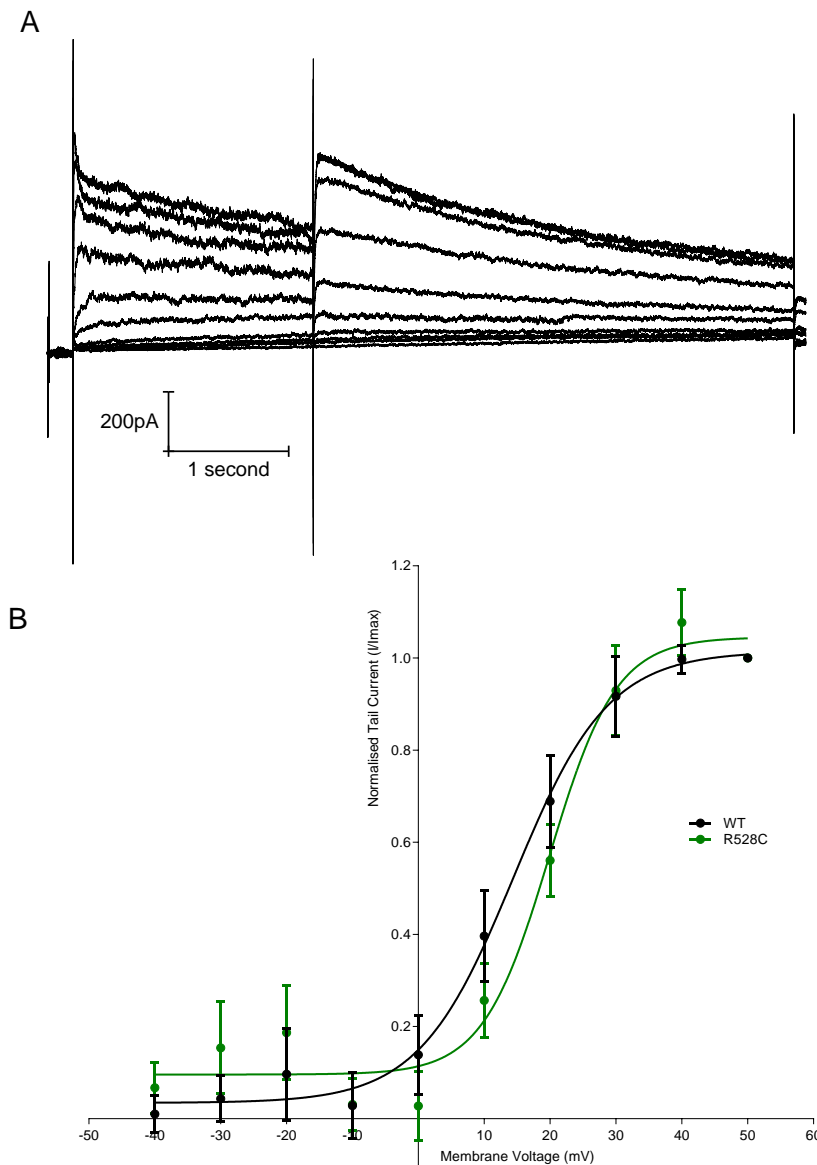 A
200pA
1 second
B
Normalised Tail Current (I/Imax)
1.2
1.0
0.8
0.6
0.4
0.2
WT
R528C
-50 -40 -30 -20 -10 10 20 30 40 50 60
Membrane Voltage (mV)